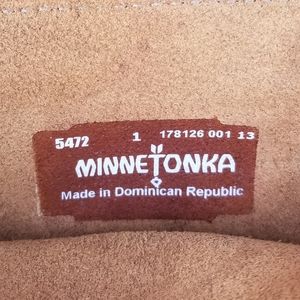 5472 1 178126 001 13
MINNETONKA
Made in Dominican Republic